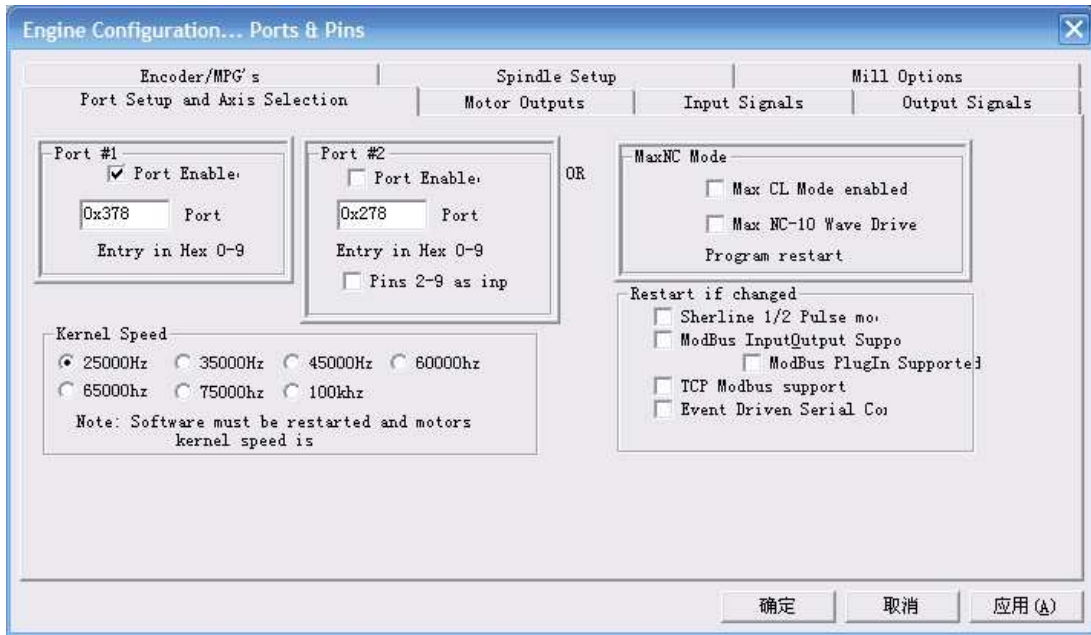 Engine Configuration... Ports & Pins
Encoder/MPG's
Spindle Setup
Mill Options
Port Setup and Axis Selection
Motor Outputs
Input Signals
Output Signals
Port #1
Port Enable
0x378
Port
Entry in Hex 0-9
Port #2
Port Enable
0x278
Port
Entry in Hex 0-9
Pins 2-9 as inp
OR
MaxNC Mode
Max CL Mode enabled
Max NC-10 Wave Drive
Program restart
Restart if changed
Sherline 1/2 Pulse mo
ModBus InputOutput Suppo
ModBus PlugIn Supported
TCP Modbus support
Event Driven Serial Co
Kernel Speed
25000Hz
35000Hz
45000Hz
60000hz
65000hz
75000hz
100khz
Note: Software must be restarted and motors
kernel speed is
确定
取消
应用(A)